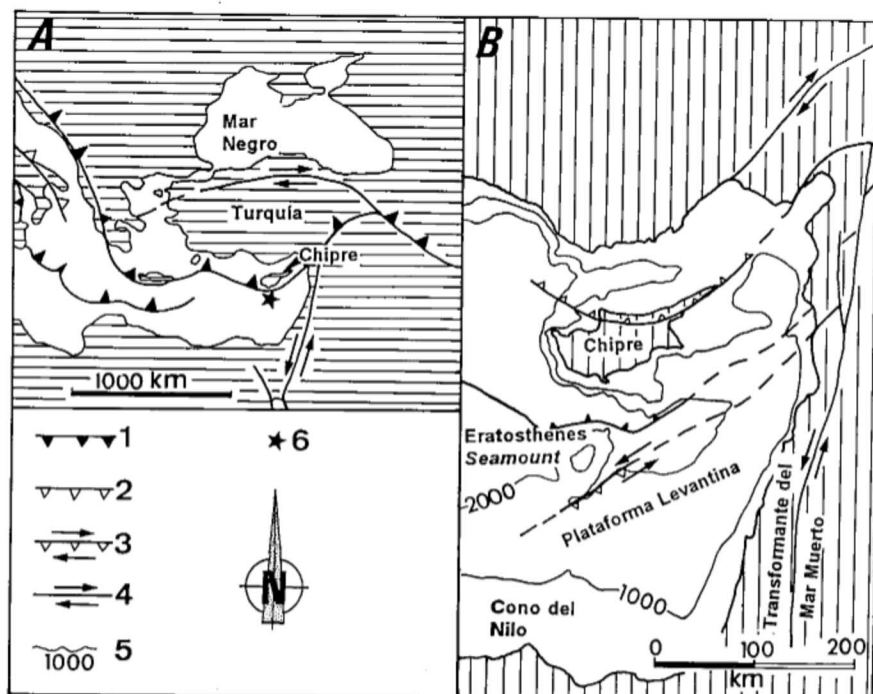 A
Mar
Negro
Turquía
Chipre
1000 km
1
2
3
4
1000 5
6
N
B
Chipre
Eratosthenes
Seamount
2000
Plataforma Levantina
1000
Transformante del
Mar Muerto
Cono del
Nilo
0 100 200
km